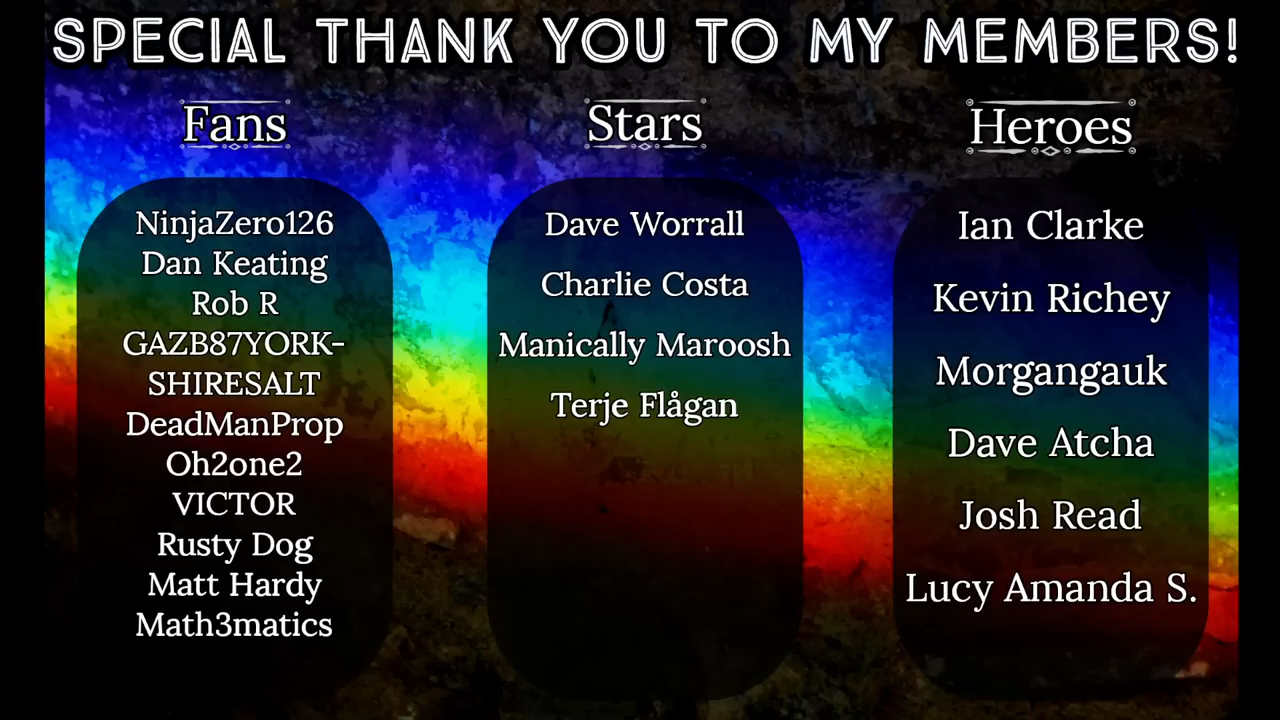 SPECIAL THANK YOU TO MY MEMBERS!
Fans
NinjaZero126
Dan Keating
Rob R
GAZB87YORK-
SHIRESALT
DeadManProp
Oh2one2
VICTOR
Rusty Dog
Matt Hardy
Math3matics
Stars
Dave Worrall
Charlie Costa
Manically Maroosh
Terje Flågan
Heroes
Ian Clarke
Kevin Richey
Morgangauk
Dave Atcha
Josh Read
Lucy Amanda S.